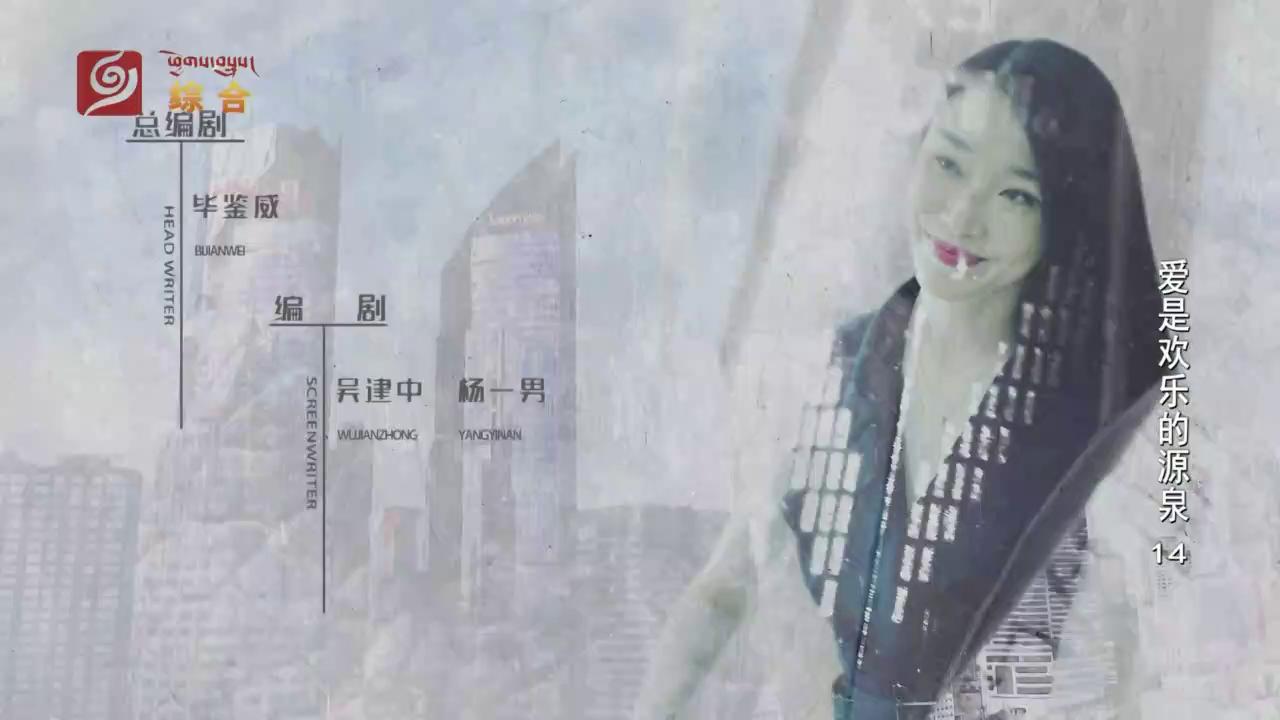 综合
总编剧
HEAD WRITER
毕鉴威
BIJIANWEI
编 剧
SCREENWRITER
吴建中 杨一男
WUJIANZHONG YANGYINAN
爱是欢乐的源泉 14